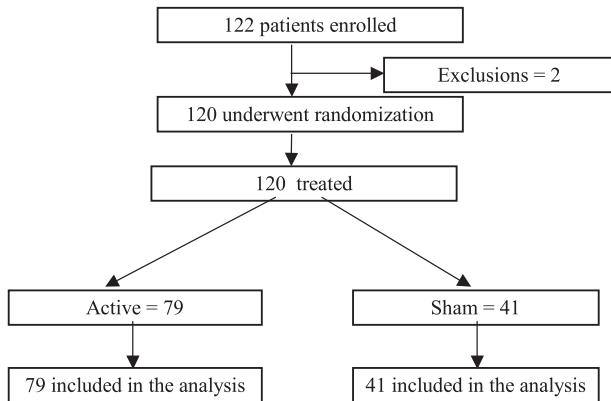 122 patients enrolled
Exclusions = 2
120 underwent randomization
120 treated
Active = 79
Sham = 41
79 included in the analysis
41 included in the analysis